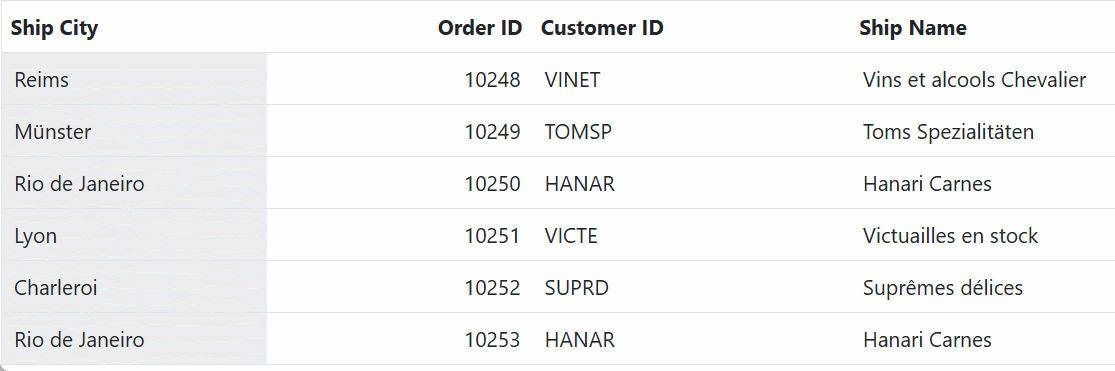 Ship City Order ID Customer ID Ship Name
Reims 10248 VINET Vins et alcools Chevalier
Münster 10249 TOMSP Toms Spezialitäten
Rio de Janeiro 10250 HANAR Hanari Carnes
Lyon 10251 VICTE Victuailles en stock
Charleroi 10252 SUPRD Suprêmes délices
Rio de Janeiro 10253 HANAR Hanari Carnes